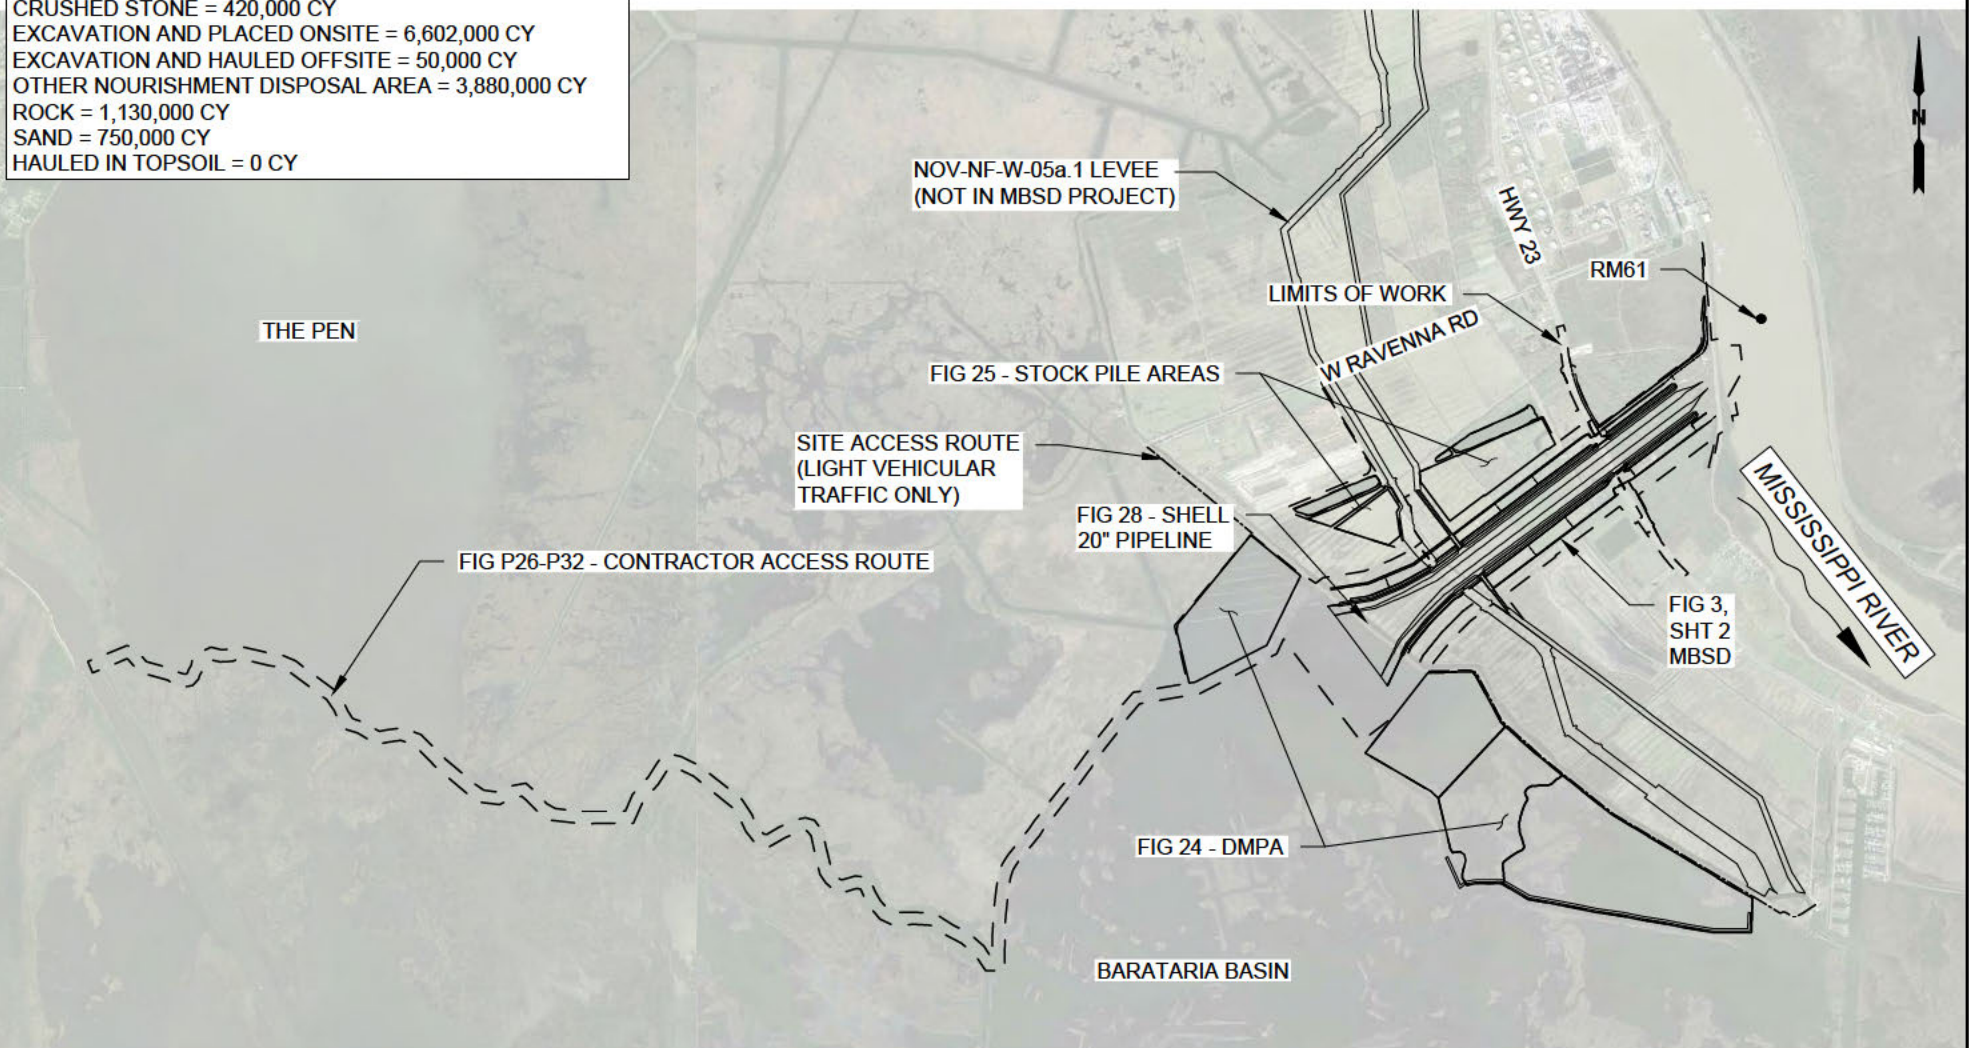 CRUSHED STONE = 420,000 CY
EXCAVATION AND PLACED ONSITE = 6,602,000 CY
EXCAVATION AND HAULED OFFSITE = 50,000 CY
OTHER NOURISHMENT DISPOSAL AREA = 3,880,000 CY
ROCK = 1,130,000 CY
SAND = 750,000 CY
HAULED IN TOPSOIL = 0 CY
N
NOV-NF-W-05a.1 LEVEE
(NOT IN MBSD PROJECT)
HWY 23
RM61
LIMITS OF WORK
THE PEN
W RAVENNA RD
FIG 25 - STOCK PILE AREAS
SITE ACCESS ROUTE
(LIGHT VEHICULAR
TRAFFIC ONLY)
FIG 28 - SHELL
20" PIPELINE
MISSISSIPPI RIVER
FIG P26-P32 - CONTRACTOR ACCESS ROUTE
FIG 3,
SHT 2
MBSD
FIG 24 - DMPA
BARATARIA BASIN